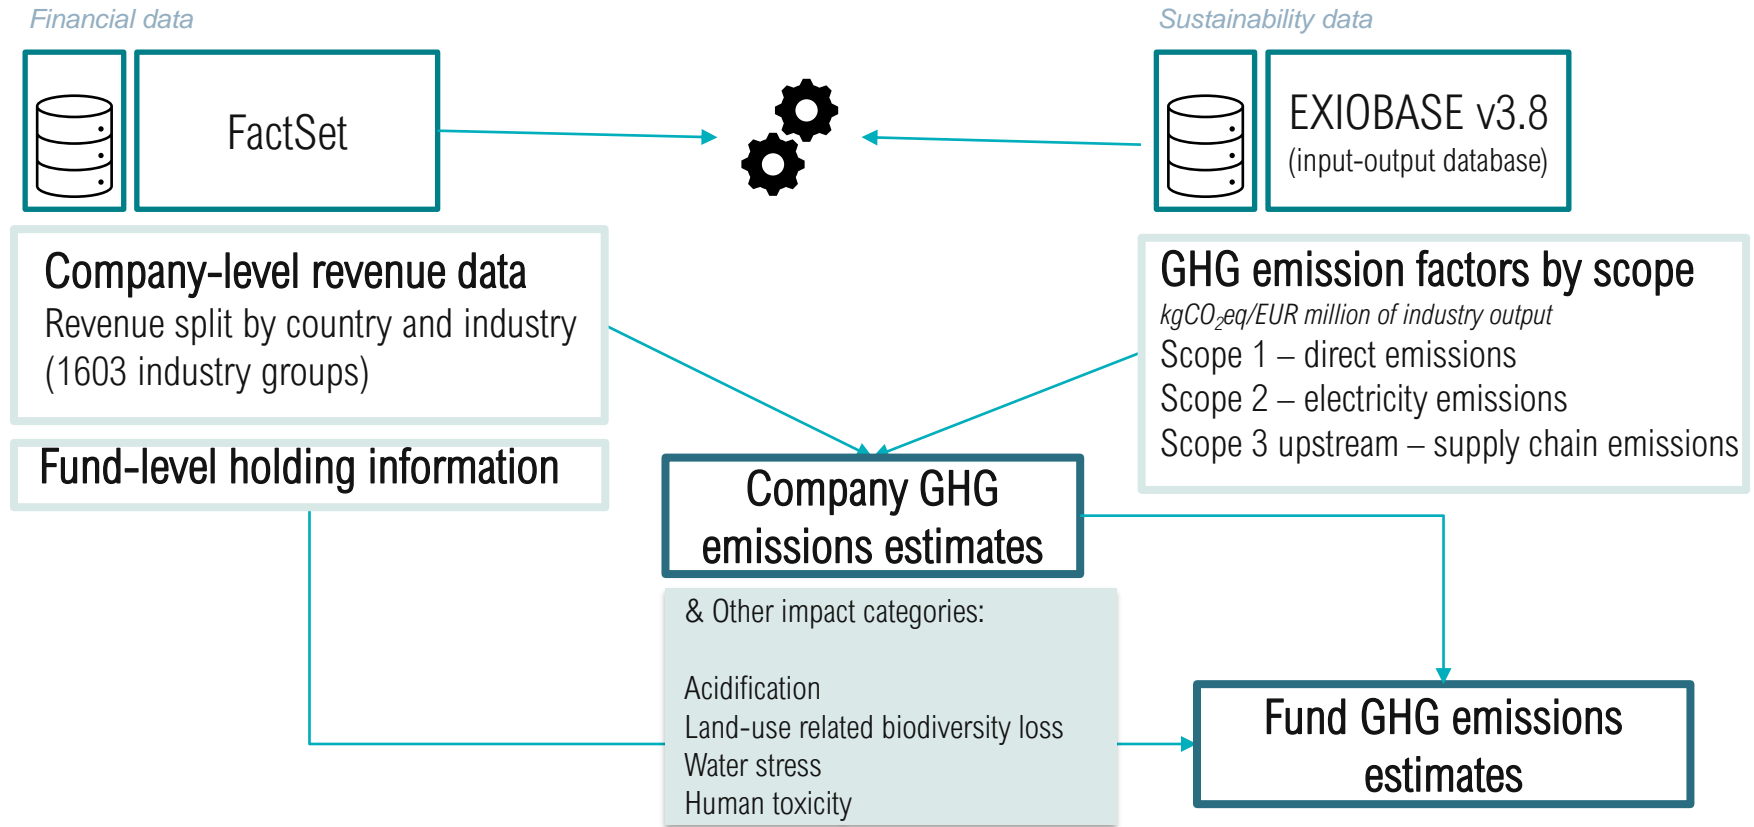 Financial data
Sustainability data
FactSet
EXIOBASE v3.8
(input-output database)
Company-level revenue data
Revenue split by country and industry
(1603 industry groups)
GHG emission factors by scope
kgCO₂eq/EUR million of industry output
Scope 1 – direct emissions
Scope 2 – electricity emissions
Scope 3 upstream – supply chain emissions
Fund-level holding information
Company GHG
emissions estimates
& Other impact categories:
Acidification
Land-use related biodiversity loss
Water stress
Human toxicity
Fund GHG emissions
estimates